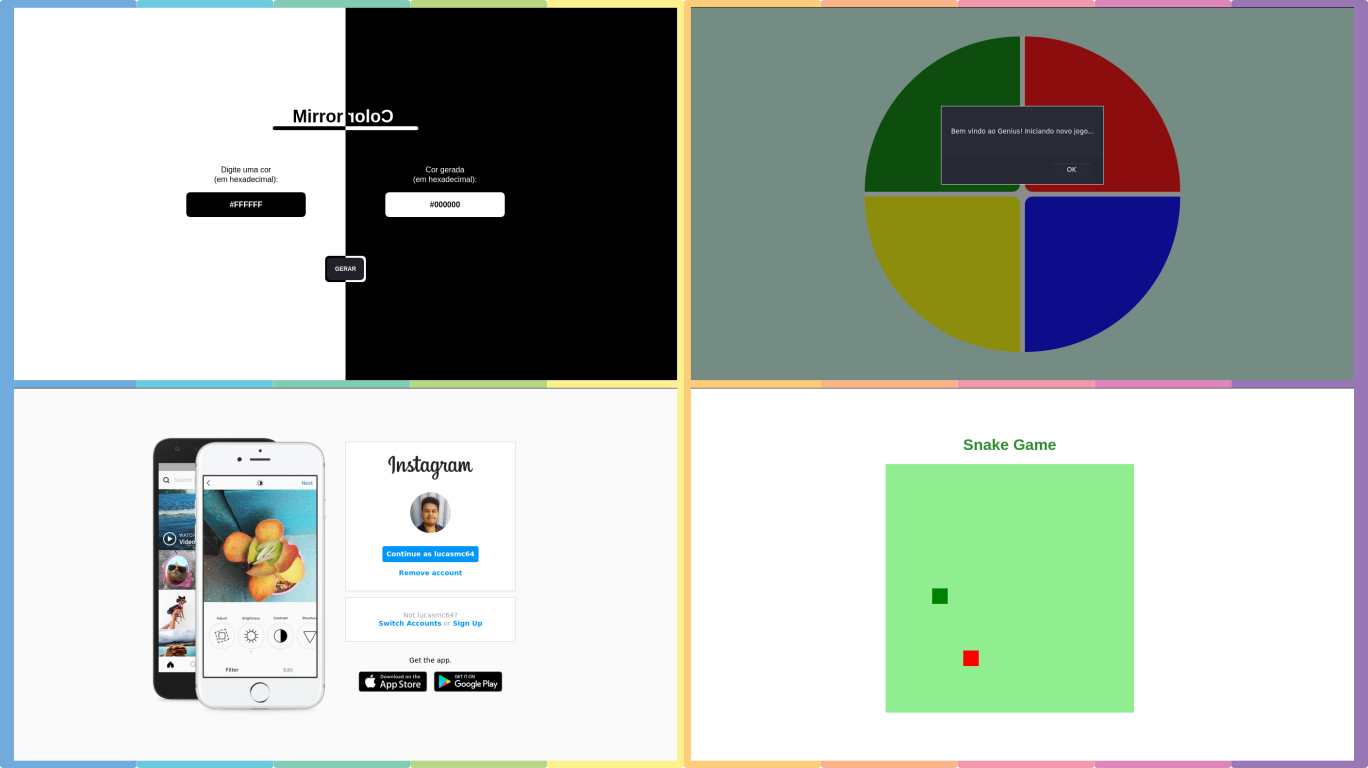 Mirror Color
Digite uma cor
(em hexadecimal):
#FFFFFF
Cor gerada
(em hexadecimal):
#000000
GERAR
Bem vindo ao Genius! Iniciando novo jogo...
OK
Search
WATCH
Video
Next
Adjust
Brightness
Contrast
Structure
Filter
Edit
Instagram
Continue as lucasmc64
Remove account
Not lucasmc64?
Switch Accounts or Sign Up
Get the app.
Download on the
App Store
GET IT ON
Google Play
Snake Game